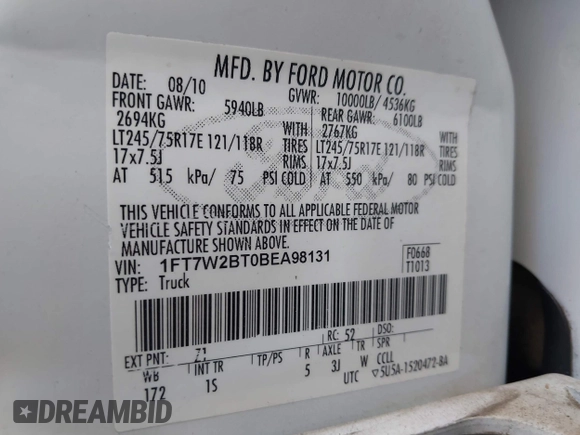 MFD. BY FORD MOTOR CO.
DATE: 08/10 GVWR: 10000LB/ 4536KG
FRONT GAWR: 5940LB REAR GAWR: 6100LB
2694KG WITH 2767KG WITH
LT245/75R17E 121/118R TIRES LT245/75R17E 121/118R TIRES
17x7.5J RIMS 17x7.5J RIMS
AT 515 kPa/ 75 PSI COLD AT 550 kPa/ 80 PSI COLD
THIS VEHICLE CONFORMS TO ALL APPLICABLE FEDERAL MOTOR
VEHICLE SAFETY STANDARDS IN EFFECT ON THE DATE OF
MANUFACTURE SHOWN ABOVE.
VIN: 1FT7W2BT0BEA98131 F0668
TYPE: Truck T1013
RC: 52 DSO:
EXT PNT: Z1
WB INT TR TP/PS R AXLE TR SPR
172 1S 5 3J W CCLL
UTC 5U5A-1520472-BA
DREAMBID